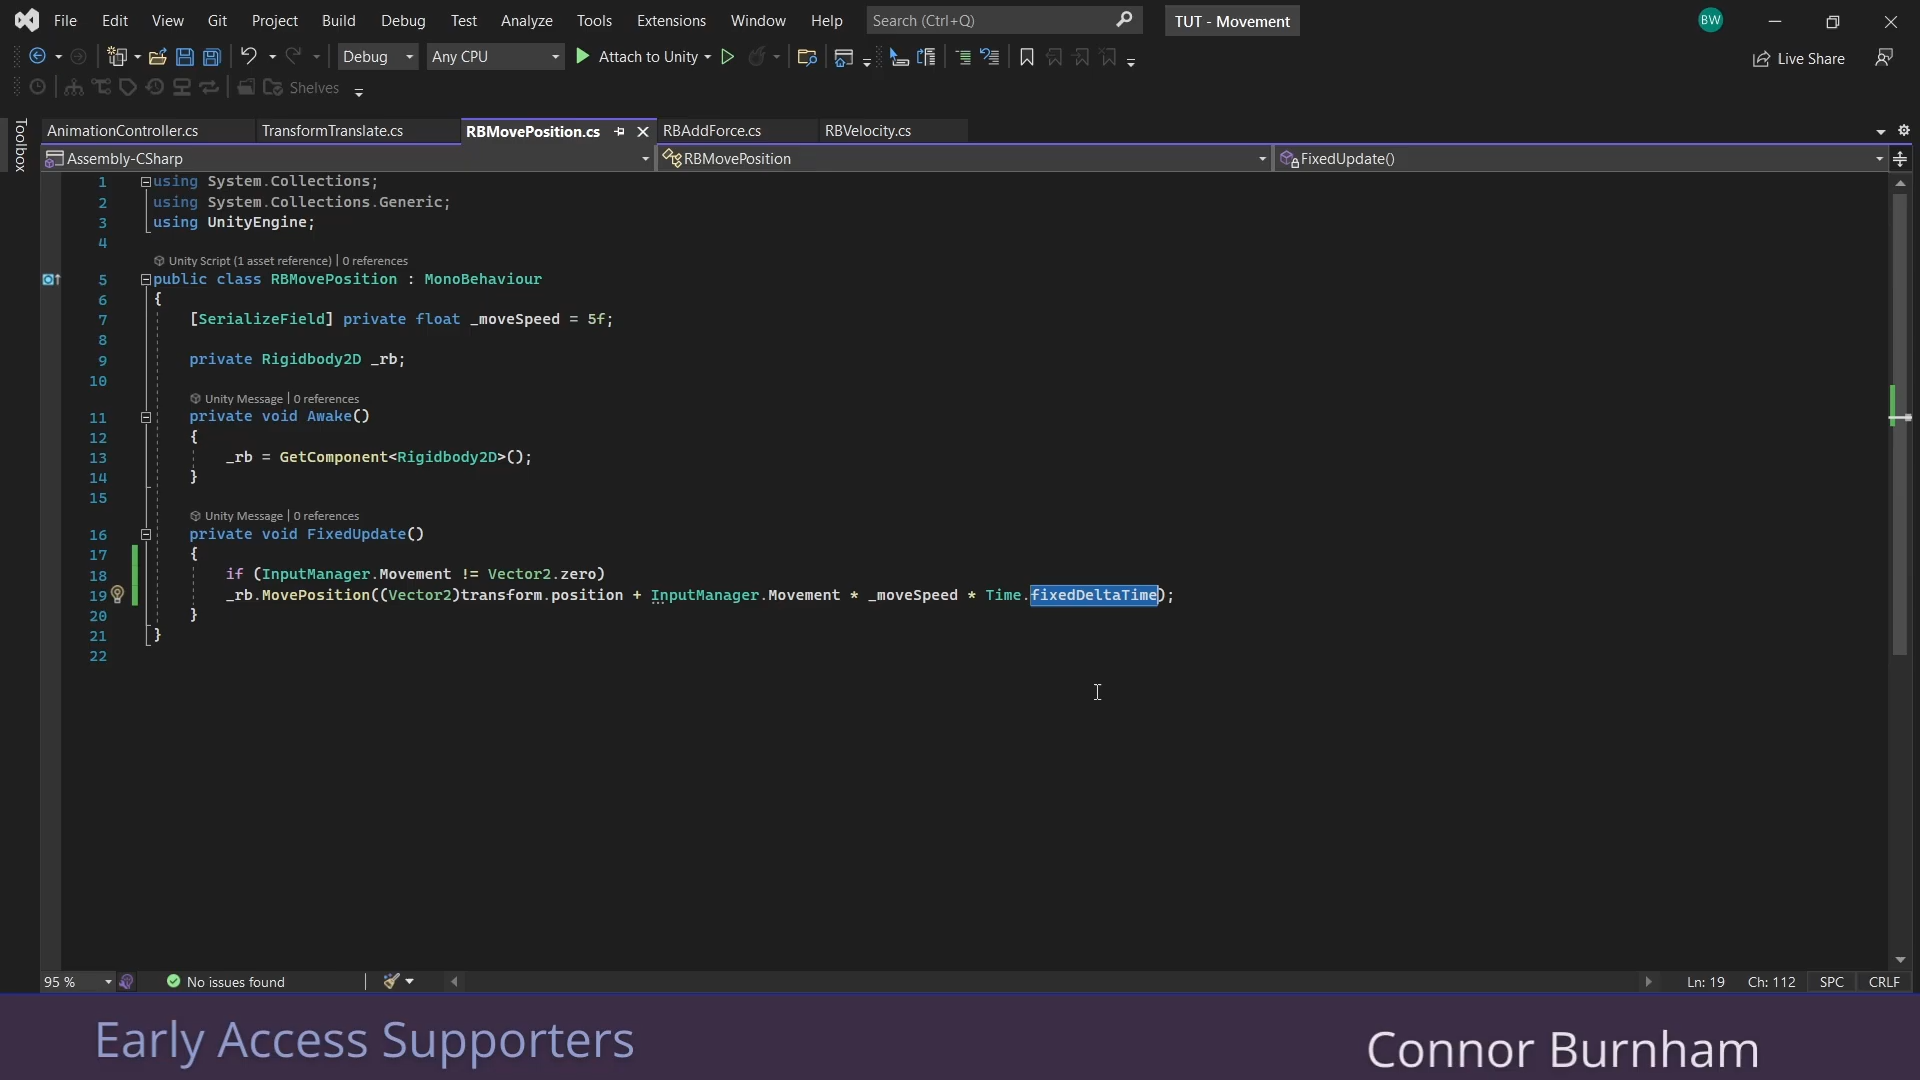 File Edit View Git Project Build Debug Test Analyze Tools Extensions Window Help Search (Ctrl+Q) TUT - Movement BW
Debug Any CPU Attach to Unity Live Share
Shelves
Toolbox
AnimationController.cs TransformTranslate.cs RBMovePosition.cs RBAddForce.cs RBVelocity.cs
Assembly-CSharp RBMovePosition FixedUpdate()
1 using System.Collections;
2 using System.Collections.Generic;
3 using UnityEngine;
4
Unity Script (1 asset reference) | 0 references
5 public class RBMovePosition : MonoBehaviour
6 {
7 [SerializeField] private float _moveSpeed = 5f;
8
9 private Rigidbody2D _rb;
10
Unity Message | 0 references
11 private void Awake()
12 {
13 _rb = GetComponent<Rigidbody2D>();
14 }
15
Unity Message | 0 references
16 private void FixedUpdate()
17 {
18 if (InputManager.Movement != Vector2.zero)
19 _rb.MovePosition((Vector2)transform.position + InputManager.Movement * _moveSpeed * Time.fixedDeltaTime);
20 }
21 }
22
95 % No issues found Ln: 19 Ch: 112 SPC CRLF
Early Access Supporters
Connor Burnham